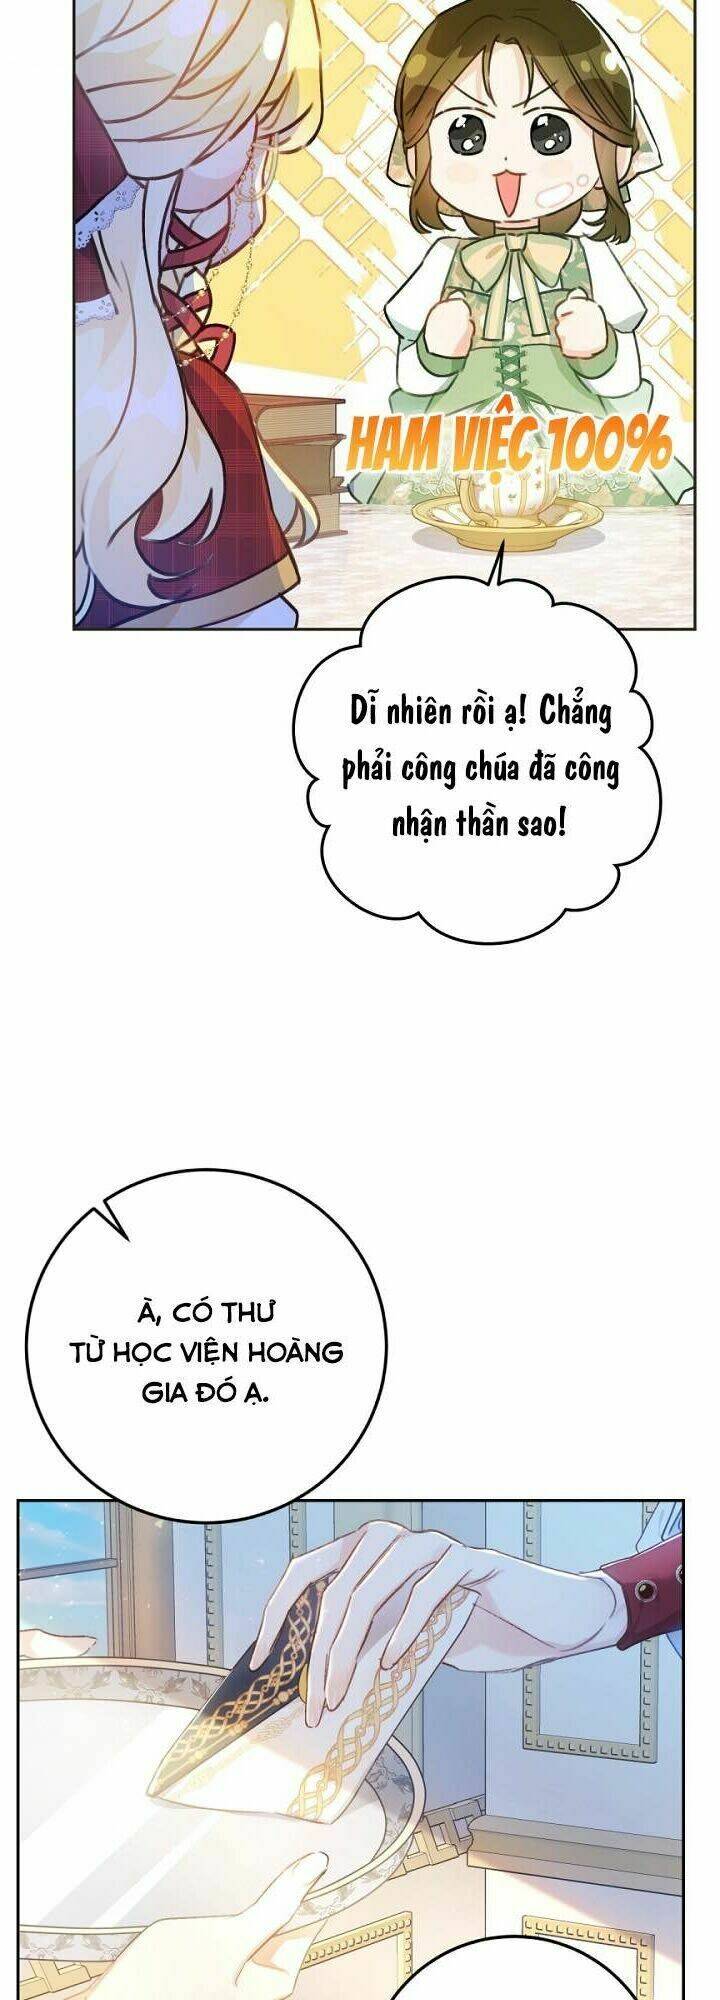 HAM VIỆC 100%
Dĩ nhiên rồi ạ! Chẳng
phải công chúa đã công
nhận thần sao!
À, CÓ THƯ
TỪ HỌC VIỆN HOÀNG
GIA ĐÓ Ạ.